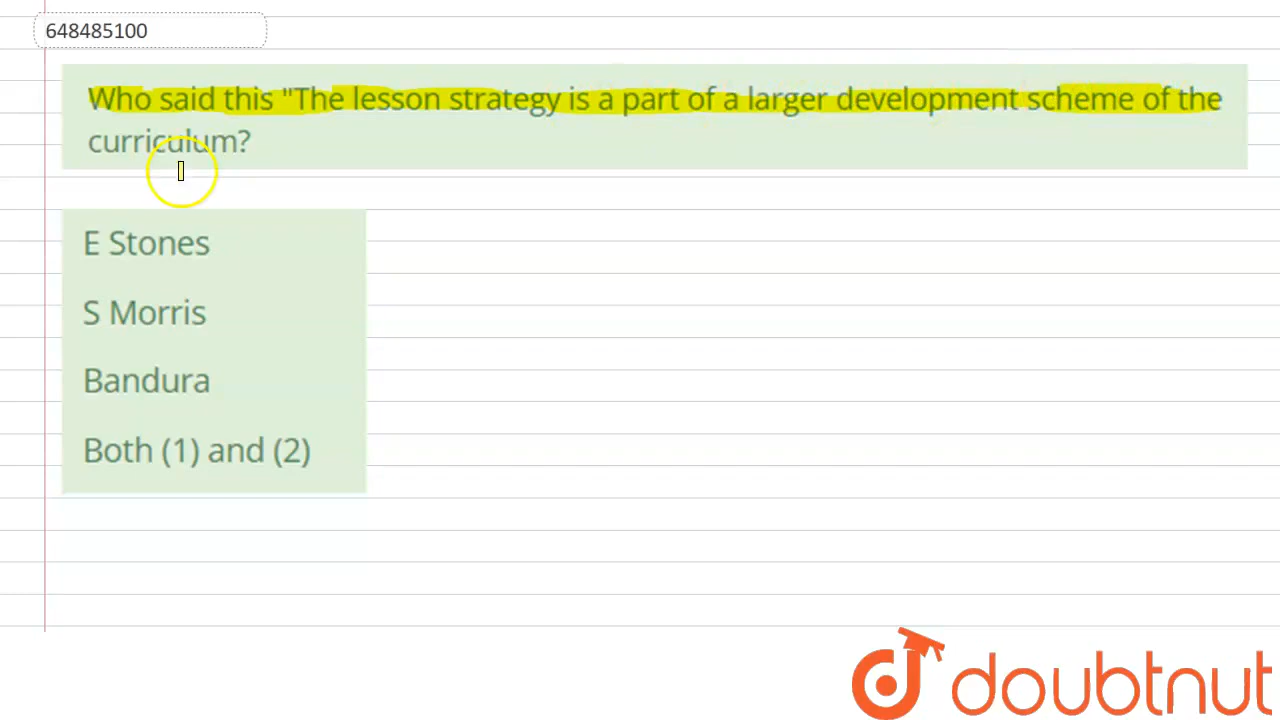 648485100
Who said this "The lesson strategy is a part of a larger development scheme of the
curriculum?
E Stones
S Morris
Bandura
Both (1) and (2)
doubtnut